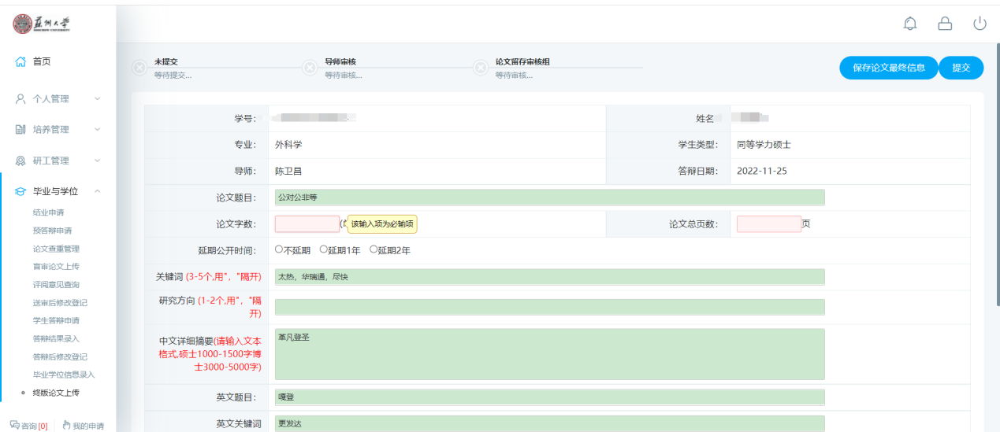 蘇州大学
SOOCHOW UNIVERSITY
首页
个人管理
培养管理
研工管理
毕业与学位
结业申请
预答辩申请
论文查重管理
盲审论文上传
评阅意见查询
送审后修改登记
学生答辩申请
答辩结果录入
答辩后修改登记
毕业学位信息录入
终版论文上传
咨询[0] 我的申请
未提交 导师审核 论文留存审核组
等待提交... 等待审核... 等待审核...
保存论文最终信息 提交
学号: 姓名
专业: 外科学 学生类型: 同等学力硕士
导师: 陈卫昌 答辩日期: 2022-11-25
论文题目: 公对公非等
论文字数: 该输入项为必输项 论文总页数: 页
延期公开时间: 不延期 延期1年 延期2年
关键词 (3-5个,用"，"隔开) 太热，华瑞通，尽快
研究方向 (1-2个,用"，"隔
开)
中文详细摘要(请输入文本
格式,硕士1000-1500字博
士3000-5000字)
革凡登圣
英文题目: 嘎登
英文关键词 更发达